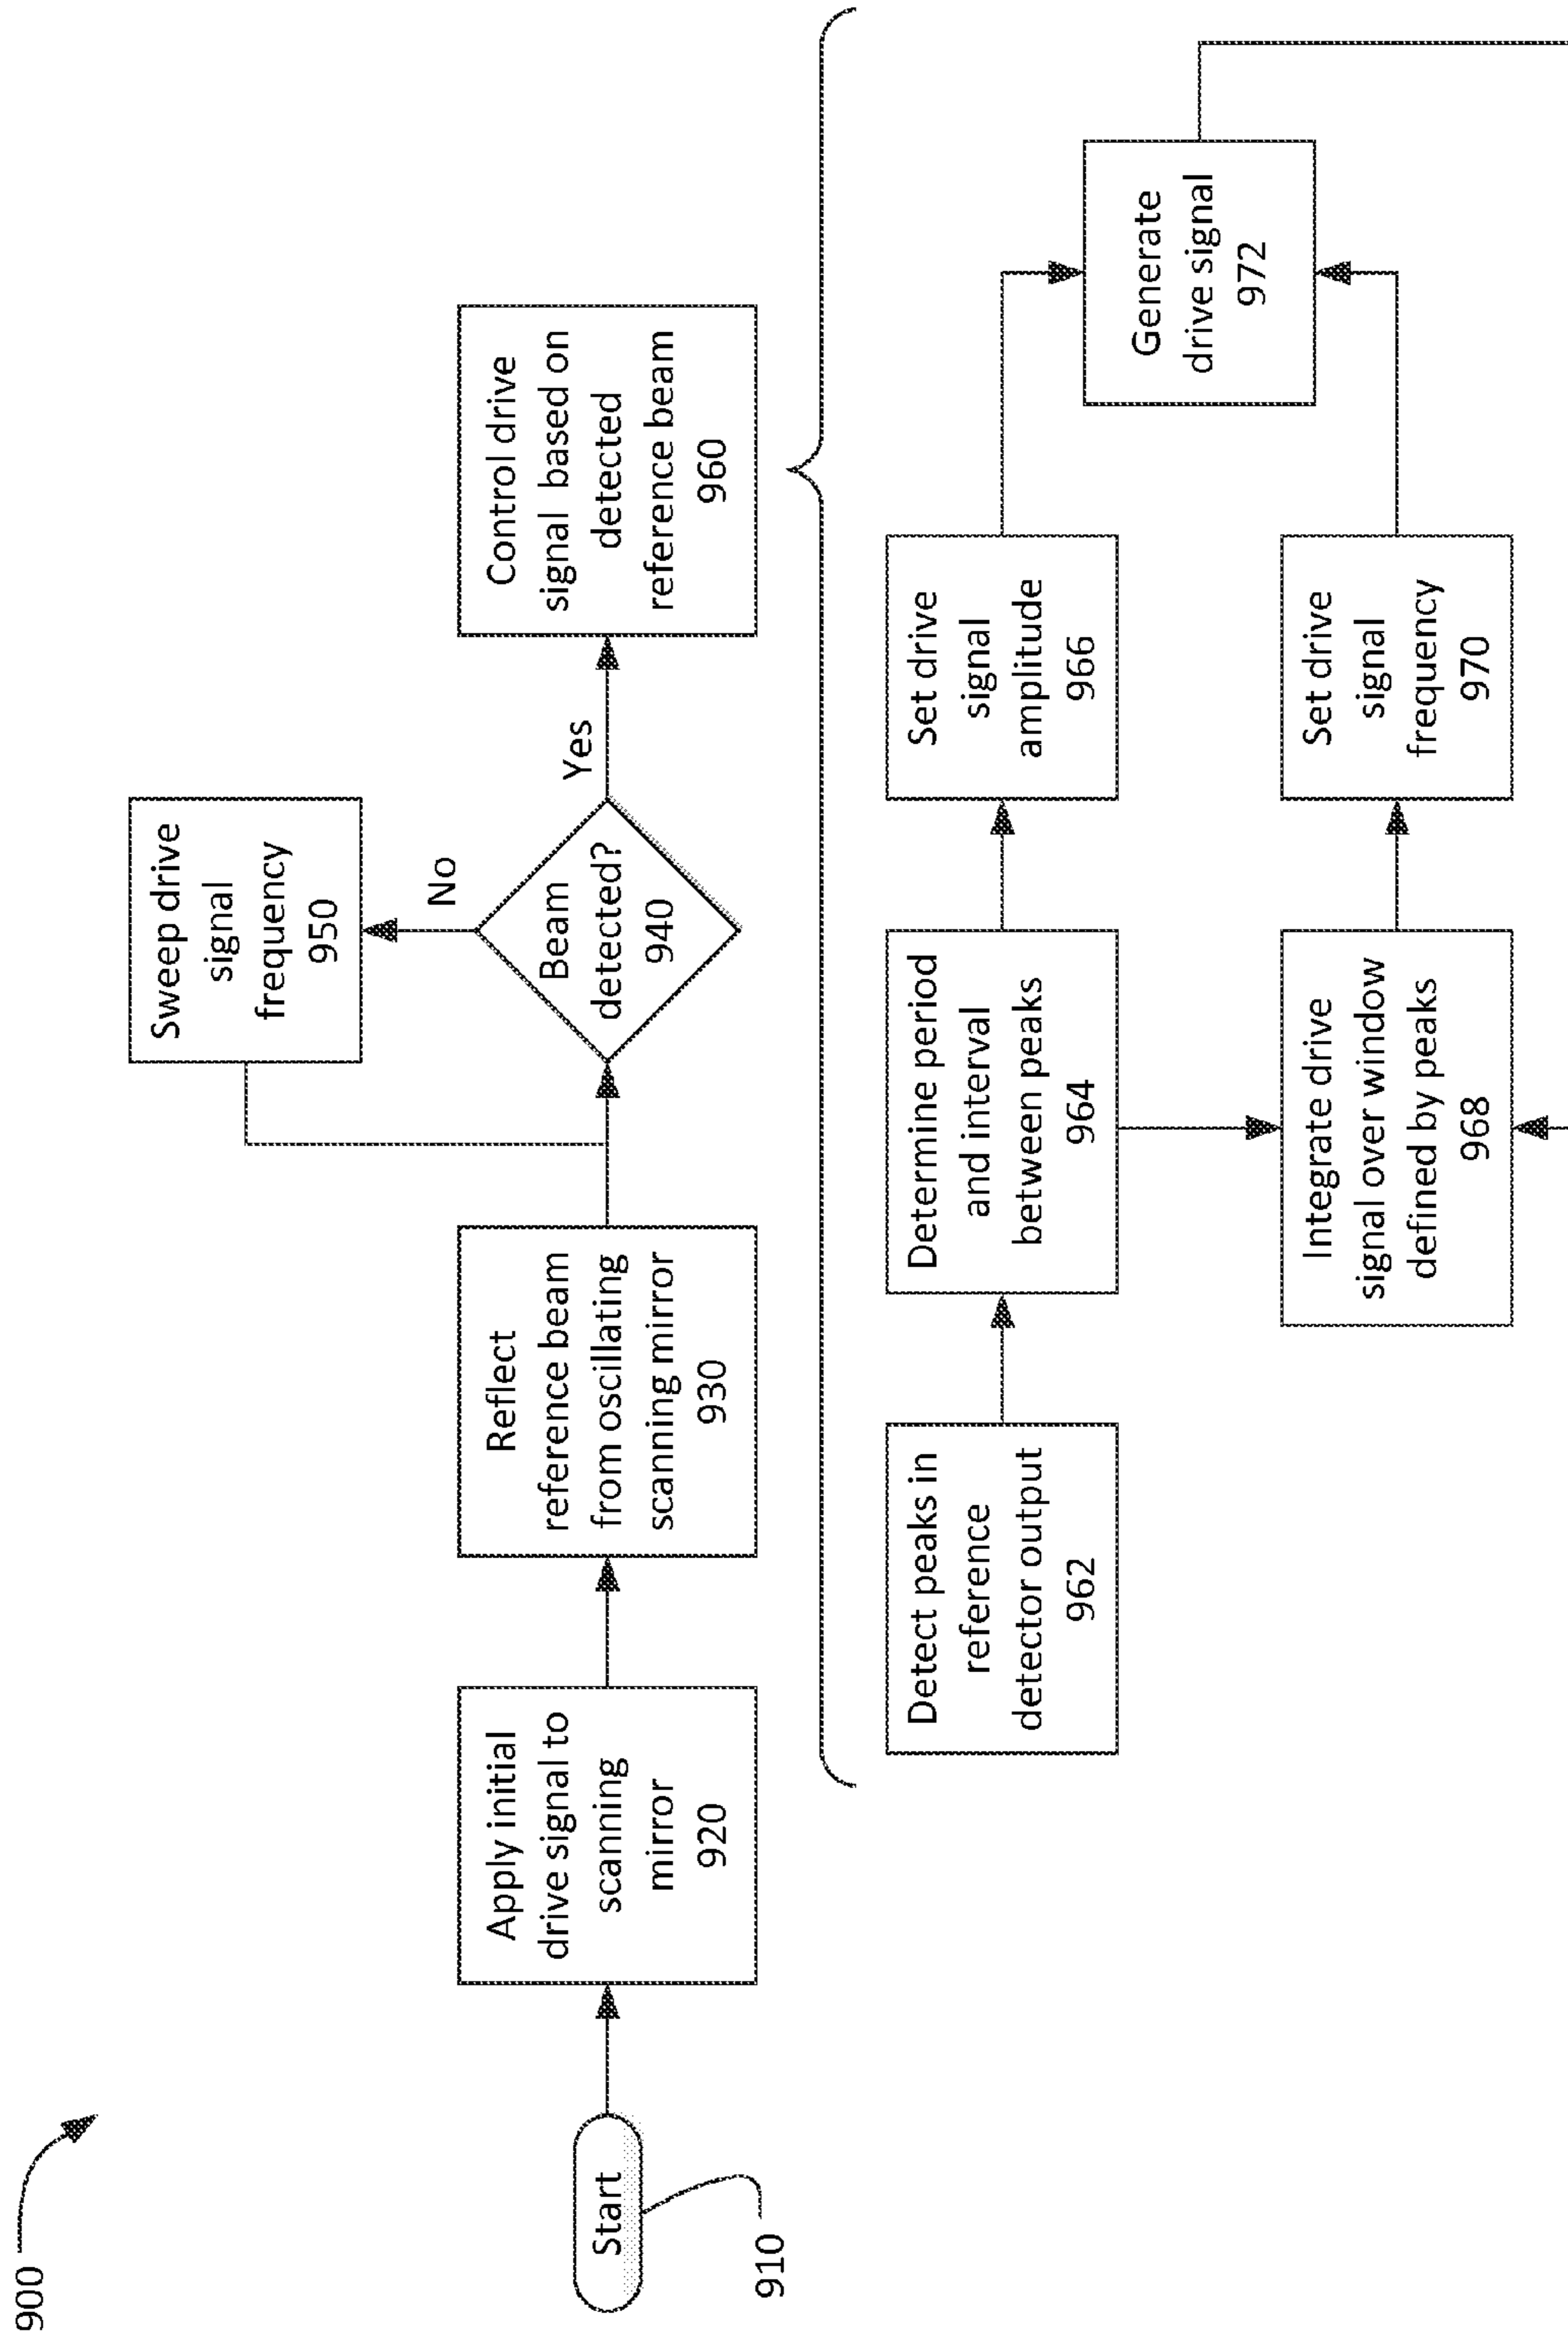 900
Start
910
Apply initial
drive signal to
scanning
mirror
920
Reflect
reference beam
from oscillating
scanning mirror
930
Beam
detected?
940
No
Sweep drive
signal
frequency
950
Yes
Control drive
signal based on
detected
reference beam
960
Detect peaks in
reference
detector output
962
Determine period
and interval
between peaks
964
Set drive
signal
amplitude
966
Integrate drive
signal over window
defined by peaks
968
Set drive
signal
frequency
970
Generate
drive signal
972